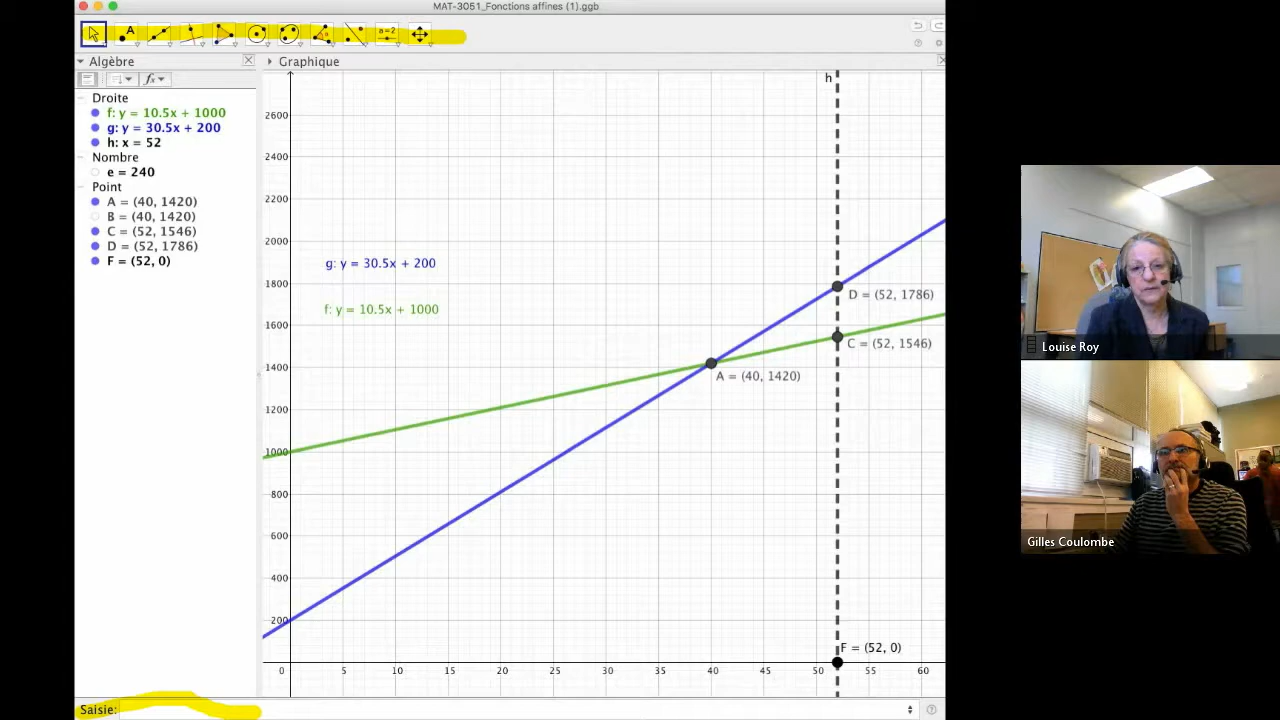 MAT-3051_Fonctions affines (1).ggb
A
a=2
Algèbre
Graphique
fx
Droite
f: y = 10.5x + 1000
g: y = 30.5x + 200
h: x = 52
Nombre
e = 240
Point
A = (40, 1420)
B = (40, 1420)
C = (52, 1546)
D = (52, 1786)
F = (52, 0)
h
2600
2400
2200
2000
1800
1600
1400
1200
1000
800
600
400
200
g: y = 30.5x + 200
f: y = 10.5x + 1000
D = (52, 1786)
C = (52, 1546)
A = (40, 1420)
F = (52, 0)
0 5 10 15 20 25 30 35 40 45 50 55 60
Saisie:
Louise Roy
Gilles Coulombe